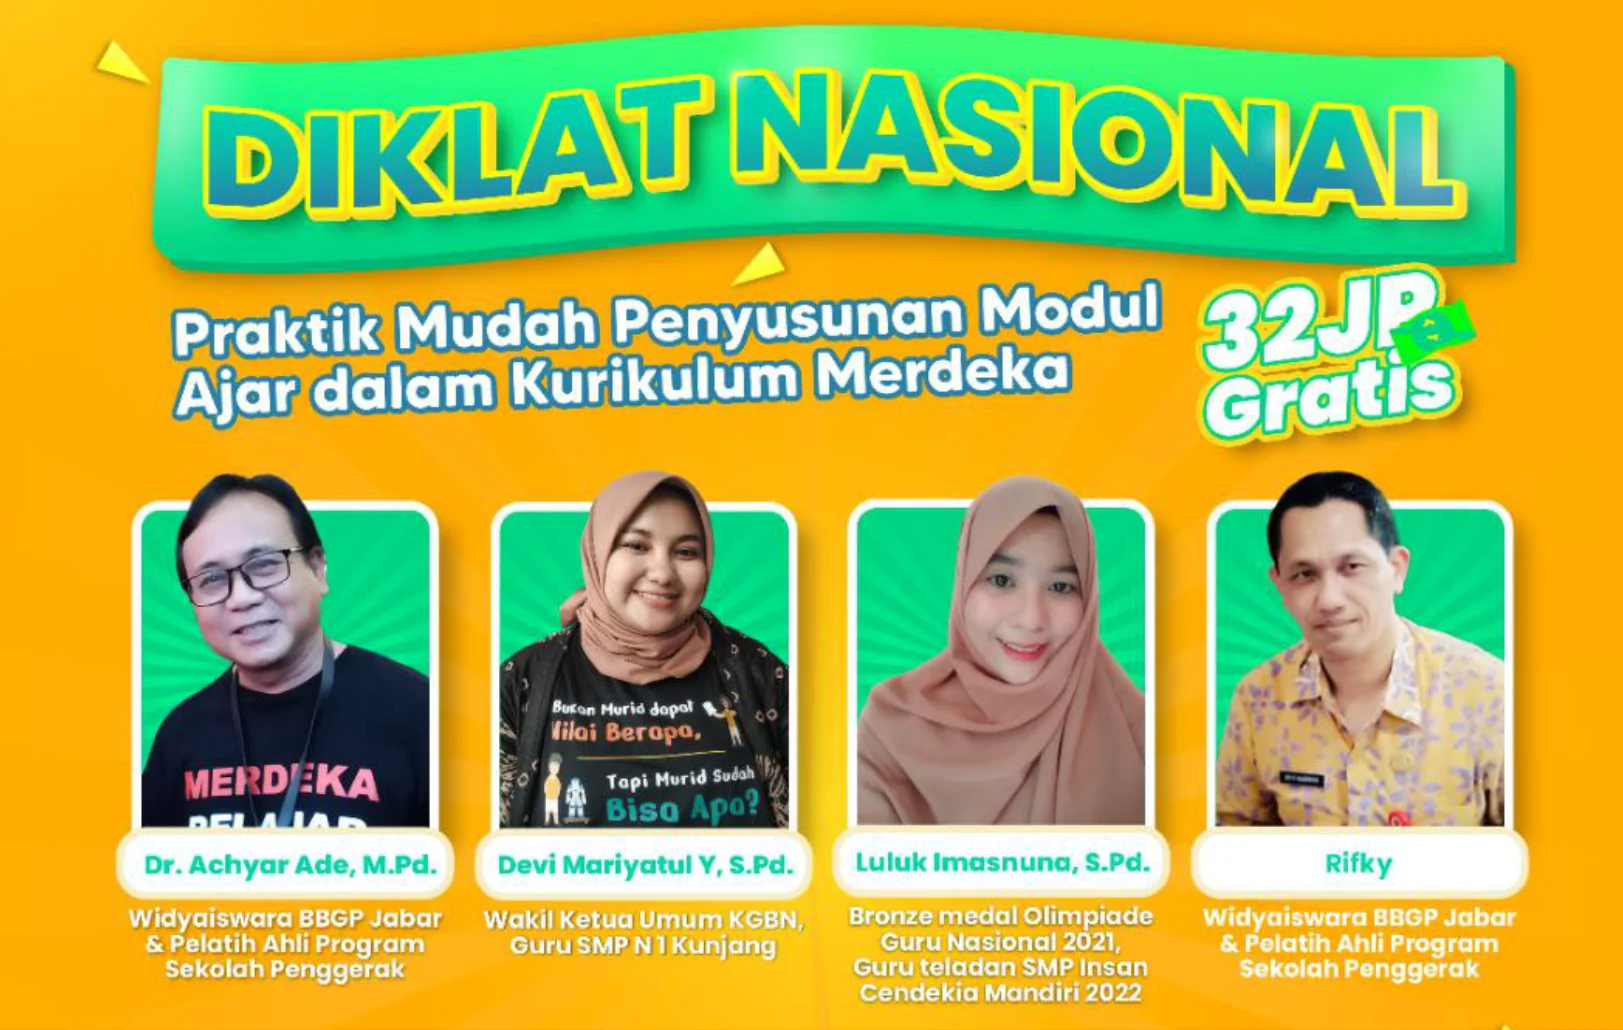 DIKLAT NASIONAL
Praktik Mudah Penyusunan Modul
Ajar dalam Kurikulum Merdeka
32JP
Gratis
MERDEKA
BELAJAR
Bukan Murid dapat
Nilai Berapa,
Tapi Murid Sudah
Bisa Apa?
Dr. Achyar Ade, M.Pd.
Widyaiswara BBGP Jabar
& Pelatih Ahli Program
Sekolah Penggerak
Devi Mariyatul Y, S.Pd.
Wakil Ketua Umum KGBN,
Guru SMP N 1 Kunjang
Luluk Imasnuna, S.Pd.
Bronze medal Olimpiade
Guru Nasional 2021,
Guru teladan SMP Insan
Cendekia Mandiri 2022
Rifky
Widyaiswara BBGP Jabar
& Pelatih Ahli Program
Sekolah Penggerak